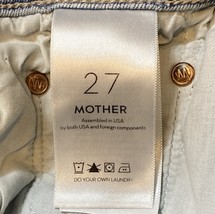 27
MOTHER
Assembled in USA
by both USA and foreign components
DO YOUR OWN LAUNDRY